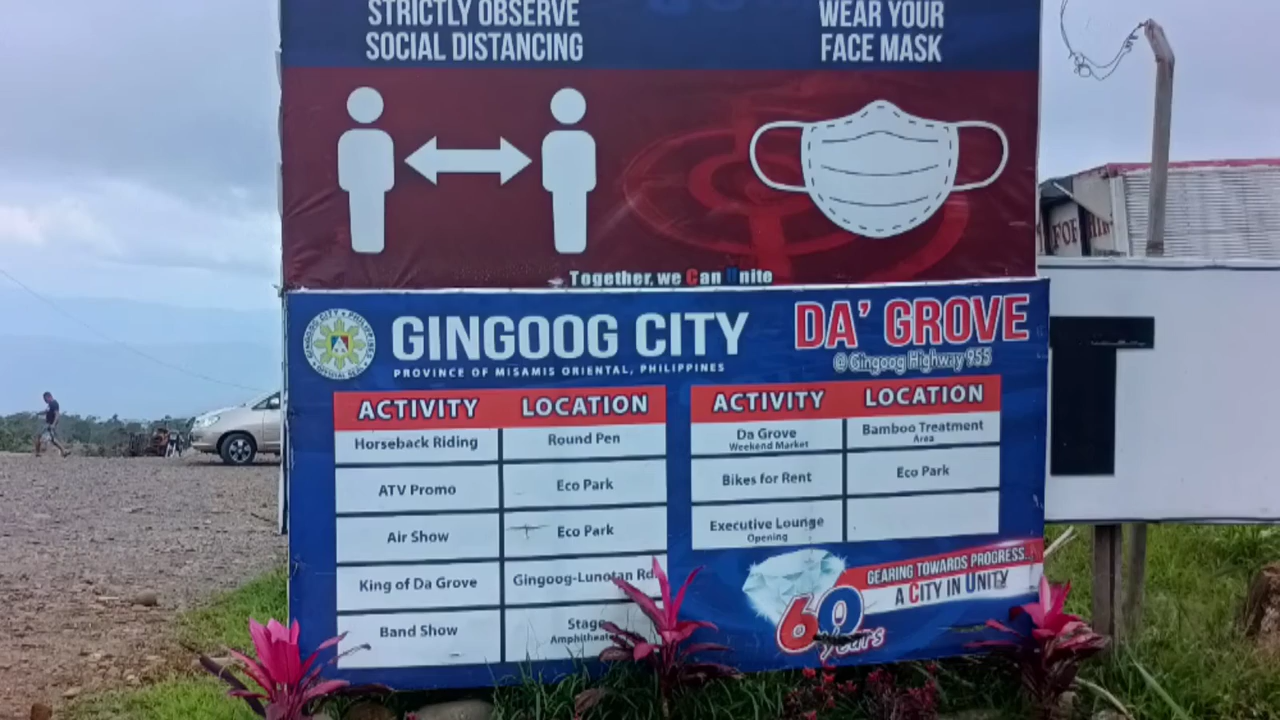 STRICTLY OBSERVE
SOCIAL DISTANCING
WEAR YOUR
FACE MASK
Together, we Can Unite
GINGOOG CITY
PROVINCE OF MISAMIS ORIENTAL, PHILIPPINES
DA' GROVE
@ Gingoog Highway 955
ACTIVITY LOCATION
Horseback Riding Round Pen
ATV Promo Eco Park
Air Show Eco Park
King of Da Grove Gingoog-Lunotan Rd.
Band Show Stage
Amphitheater
ACTIVITY LOCATION
Da Grove Bamboo Treatment
Weekend Market Area
Bikes for Rent Eco Park
Executive Lounge
Opening
GEARING TOWARDS PROGRESS...
A CITY IN UNITY
60
years
T
FOR HIR